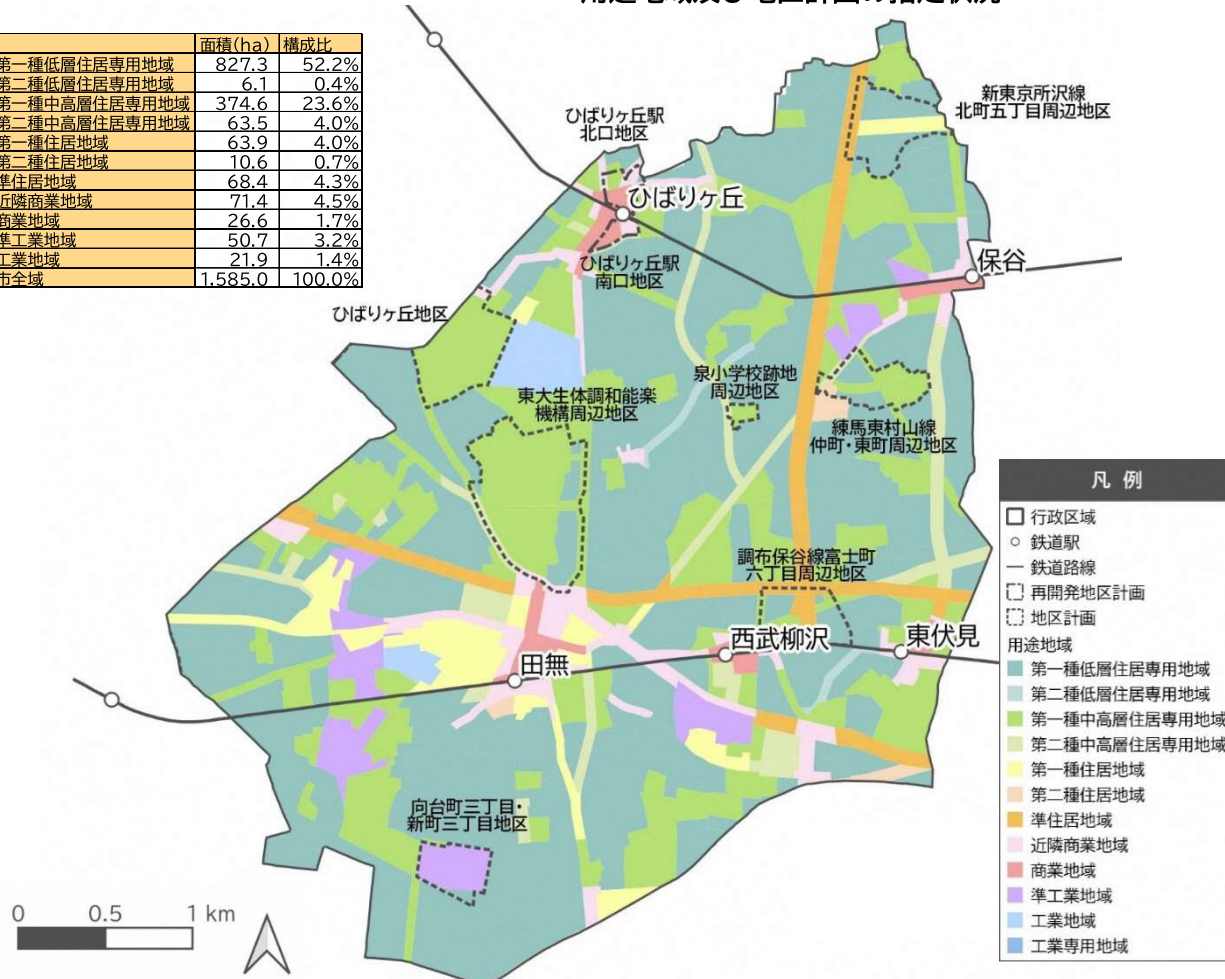 面積(ha) 構成比
第一種低層住居専用地域 827.3 52.2%
第二種低層住居専用地域 6.1 0.4%
第一種中高層住居専用地域 374.6 23.6%
第二種中高層住居専用地域 63.5 4.0%
第一種住居地域 63.9 4.0%
第二種住居地域 10.6 0.7%
準住居地域 68.4 4.3%
近隣商業地域 71.4 4.5%
商業地域 26.6 1.7%
準工業地域 50.7 3.2%
工業地域 21.9 1.4%
市全域 1,585.0 100.0%
新東京所沢線
北町五丁目周辺地区
ひばりヶ丘駅
北口地区
ひばりヶ丘
保谷
ひばりヶ丘駅
南口地区
ひばりヶ丘地区
泉小学校跡地
周辺地区
東大生体調和能楽
機構周辺地区
練馬東村山線
仲町・東町周辺地区
調布保谷線富士町
六丁目周辺地区
西武柳沢
東伏見
田無
向台町三丁目・
新町三丁目地区
0 0.5 1 km
凡 例
行政区域
鉄道駅
鉄道路線
再開発地区計画
地区計画
用途地域
第一種低層住居専用地域
第二種低層住居専用地域
第一種中高層住居専用地域
第二種中高層住居専用地域
第一種住居地域
第二種住居地域
準住居地域
近隣商業地域
商業地域
準工業地域
工業地域
工業専用地域